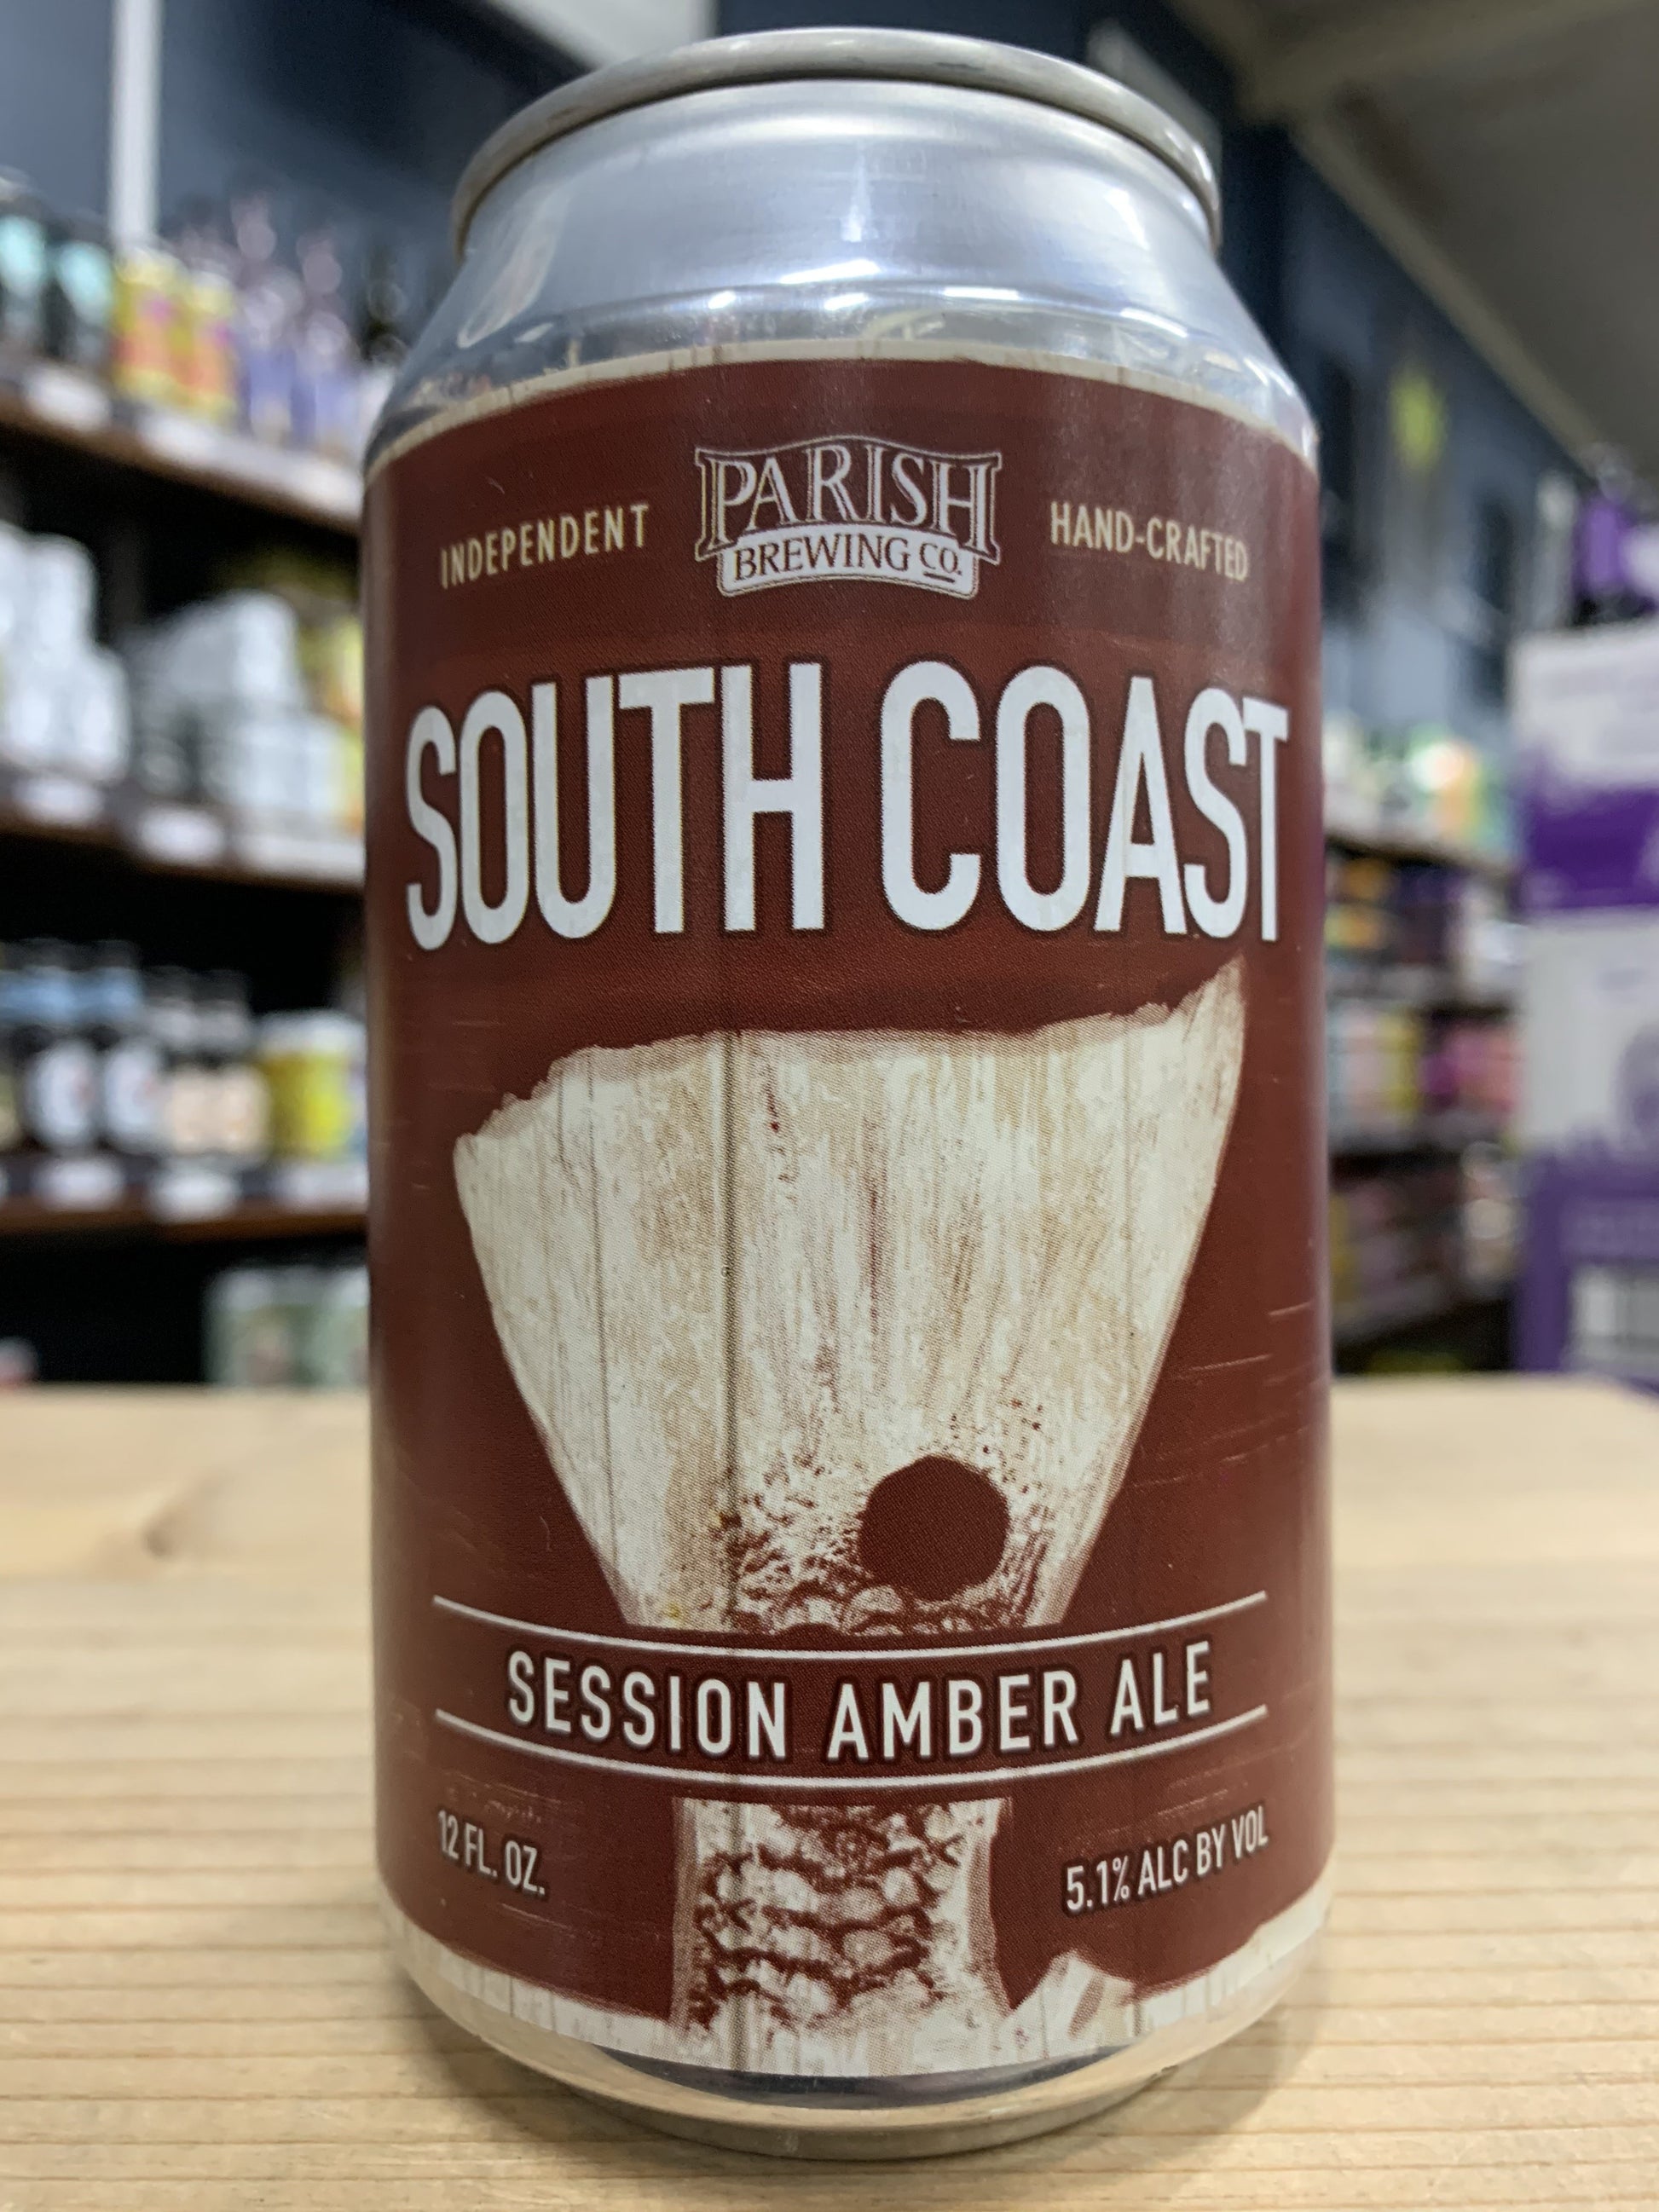 INDEPENDENT
PARISH
BREWING CO.
HAND-CRAFTED
SOUTH COAST
SESSION AMBER ALE
12 FL. OZ.
5.1% ALC BY VOL